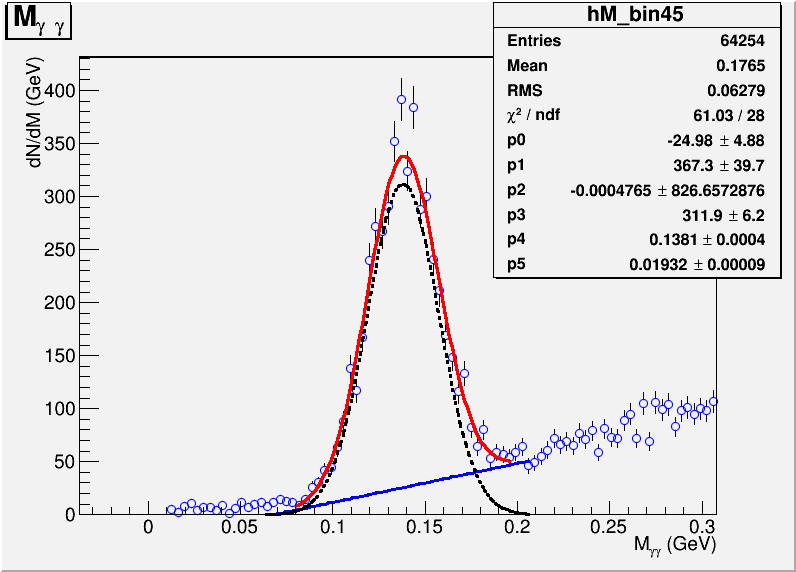 Mγ γ
hM_bin45
Entries 64254
Mean 0.1765
RMS 0.06279
χ² / ndf 61.03 / 28
p0 -24.98 ± 4.88
p1 367.3 ± 39.7
p2 -0.0004765 ± 826.6572876
p3 311.9 ± 6.2
p4 0.1381 ± 0.0004
p5 0.01932 ± 0.00009
dN/dM (GeV)
400
350
300
250
200
150
100
50
0
0 0.05 0.1 0.15 0.2 0.25 0.3
Mγγ (GeV)